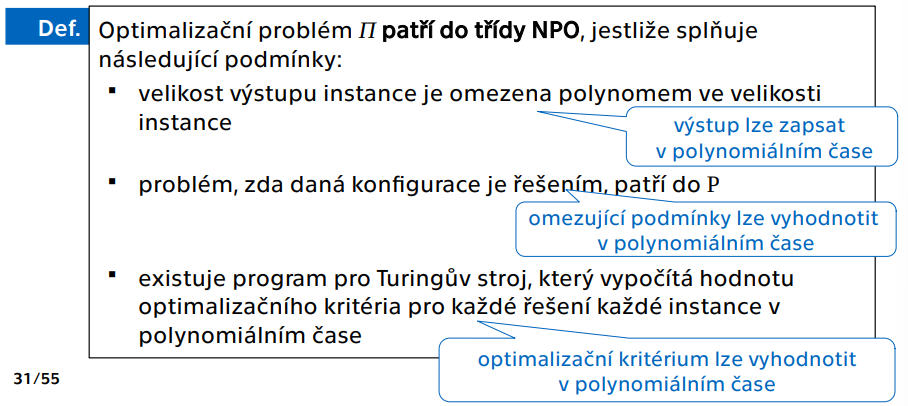 Def.
Optimalizační problém Π patří do třídy NPO, jestliže splňuje
následující podmínky:
▪ velikost výstupu instance je omezena polynomem ve velikosti
instance
výstup lze zapsat
v polynomiálním čase
▪ problém, zda daná konfigurace je řešením, patří do P
omezující podmínky lze vyhodnotit
v polynomiálním čase
▪ existuje program pro Turingův stroj, který vypočítá hodnotu
optimalizačního kritéria pro každé řešení každé instance v
polynomiálním čase
optimalizační kritérium lze vyhodnotit
v polynomiálním čase
31/55